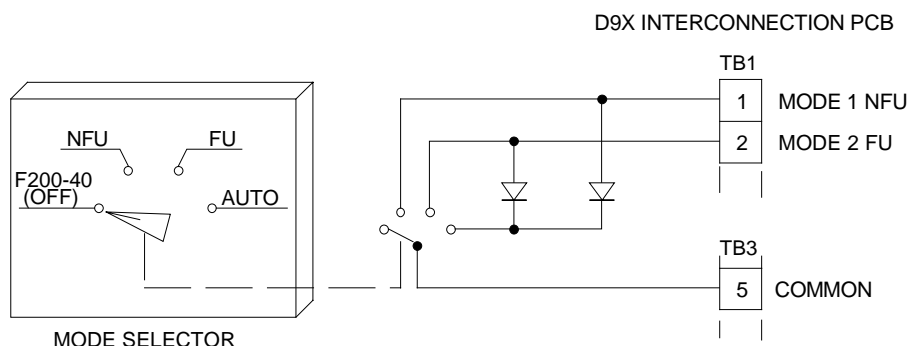 D9X INTERCONNECTION PCB
TB1
1 MODE 1 NFU
2 MODE 2 FU
NFU FU
F200-40
(OFF)
AUTO
TB3
5 COMMON
MODE SELECTOR